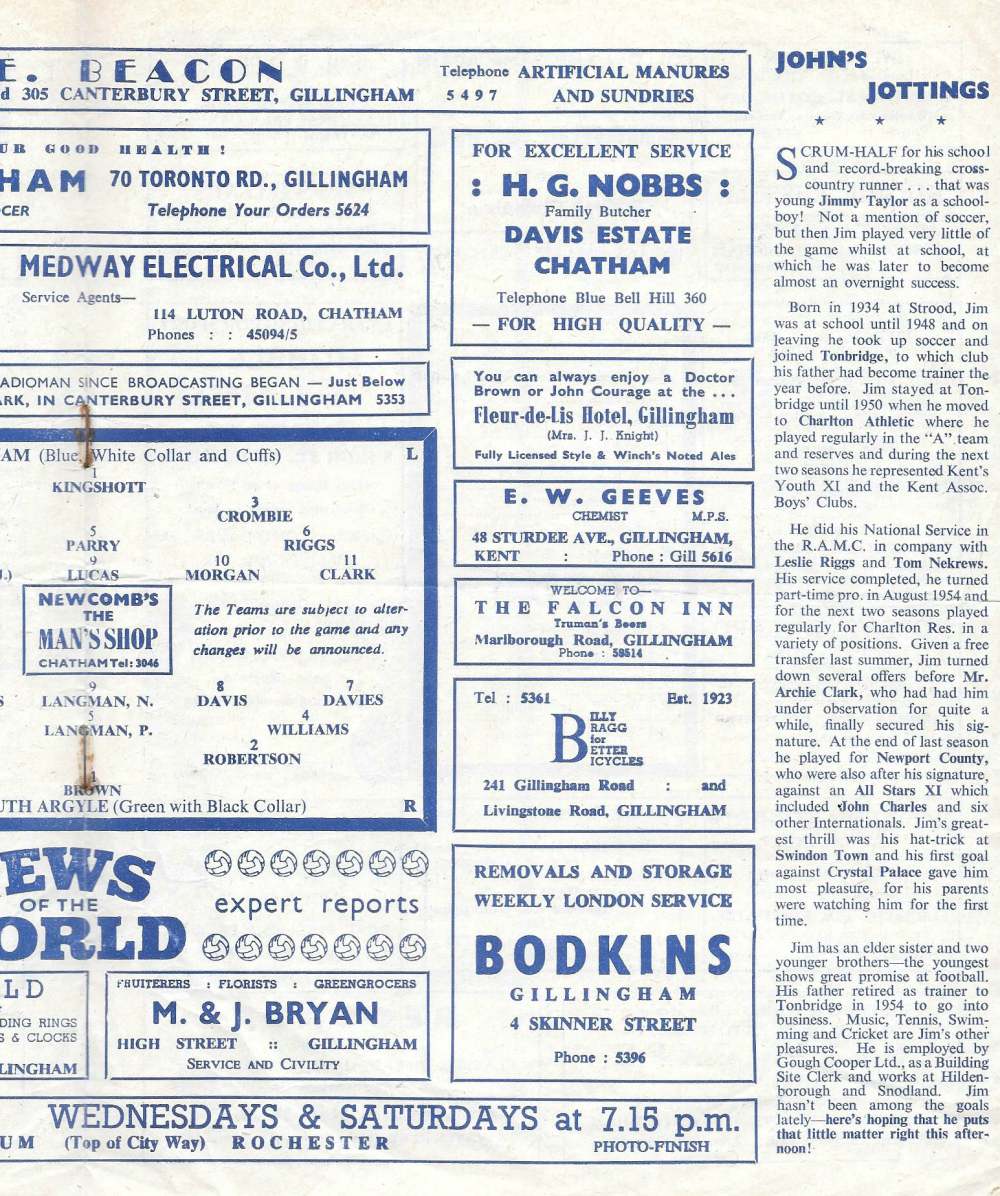 E. BEACON
d 305 CANTERBURY STREET, GILLINGHAM
Telephone ARTIFICIAL MANURES
5497 AND SUNDRIES
UR GOOD HEALTH!
HAM 70 TORONTO RD., GILLINGHAM
CER Telephone Your Orders 5624
MEDWAY ELECTRICAL Co., Ltd.
Service Agents—
114 LUTON ROAD, CHATHAM
Phones : : 45094/5
ADIOMAN SINCE BROADCASTING BEGAN — Just Below
ARK, IN CANTERBURY STREET, GILLINGHAM 5353
AM (Blue, White Collar and Cuffs) L
1
KINGSHOTT
3
CROMBIE
5 6
PARRY RIGGS
9 10 11
J.) LUCAS MORGAN CLARK
NEWCOMB'S
THE
MAN'S SHOP
CHATHAM Tel: 3046
The Teams are subject to alter-
ation prior to the game and any
changes will be announced.
9 8 7
S LANGMAN, N. DAVIS DAVIES
5 4
LANGMAN, P. WILLIAMS
2
ROBERTSON
1
BROWN
UTH ARGYLE (Green with Black Collar) R
NEWS
OF THE
ORLD
expert reports
LD
DING RINGS
S & CLOCKS
LINGHAM
FRUITERERS : FLORISTS : GREENGROCERS
M. & J. BRYAN
HIGH STREET :: GILLINGHAM
SERVICE AND CIVILITY
FOR EXCELLENT SERVICE
: H. G. NOBBS :
Family Butcher
DAVIS ESTATE
CHATHAM
Telephone Blue Bell Hill 360
— FOR HIGH QUALITY —
You can always enjoy a Doctor
Brown or John Courage at the ...
Fleur-de-Lis Hotel, Gillingham
(Mrs. J. J. Knight)
Fully Licensed Style & Winch's Noted Ales
E. W. GEEVES
CHEMIST M.P.S.
48 STURDEE AVE., GILLINGHAM,
KENT : Phone : Gill 5616
WELCOME TO—
THE FALCON INN
Truman's Beers
Marlborough Road, GILLINGHAM
Phone : 59514
Tel : 5361 Est. 1923
BILLY
BRAGG
for
BETTER
BICYCLES
241 Gillingham Road : and
Livingstone Road, GILLINGHAM
REMOVALS AND STORAGE
WEEKLY LONDON SERVICE
BODKINS
GILLINGHAM
4 SKINNER STREET
Phone : 5396
WEDNESDAYS & SATURDAYS at 7.15 p.m.
UM (Top of City Way) ROCHESTER PHOTO-FINISH
JOHN'S
JOTTINGS
SCRUM-HALF for his school
and record-breaking cross-
country runner . . . that was
young Jimmy Taylor as a school-
boy! Not a mention of soccer,
but then Jim played very little of
the game whilst at school, at
which he was later to become
almost an overnight success.
Born in 1934 at Strood, Jim
was at school until 1948 and on
leaving he took up soccer and
joined Tonbridge, to which club
his father had become trainer the
year before. Jim stayed at Ton-
bridge until 1950 when he moved
to Charlton Athletic where he
played regularly in the "A" team
and reserves and during the next
two seasons he represented Kent's
Youth XI and the Kent Assoc.
Boys' Clubs.
He did his National Service in
the R.A.M.C. in company with
Leslie Riggs and Tom Nekrews.
His service completed, he turned
part-time pro. in August 1954 and
for the next two seasons played
regularly for Charlton Res. in a
variety of positions. Given a free
transfer last summer, Jim turned
down several offers before Mr.
Archie Clark, who had had him
under observation for quite a
while, finally secured his sig-
nature. At the end of last season
he played for Newport County,
who were also after his signature,
against an All Stars XI which
included John Charles and six
other Internationals. Jim's great-
est thrill was his hat-trick at
Swindon Town and his first goal
against Crystal Palace gave him
most pleasure, for his parents
were watching him for the first
time.
Jim has an elder sister and two
younger brothers—the youngest
shows great promise at football.
His father retired as trainer to
Tonbridge in 1954 to go into
business. Music, Tennis, Swim-
ming and Cricket are Jim's other
pleasures. He is employed by
Gough Cooper Ltd., as a Building
Site Clerk and works at Hilden-
borough and Snodland. Jim
hasn't been among the goals
lately—here's hoping that he puts
that little matter right this after-
noon!